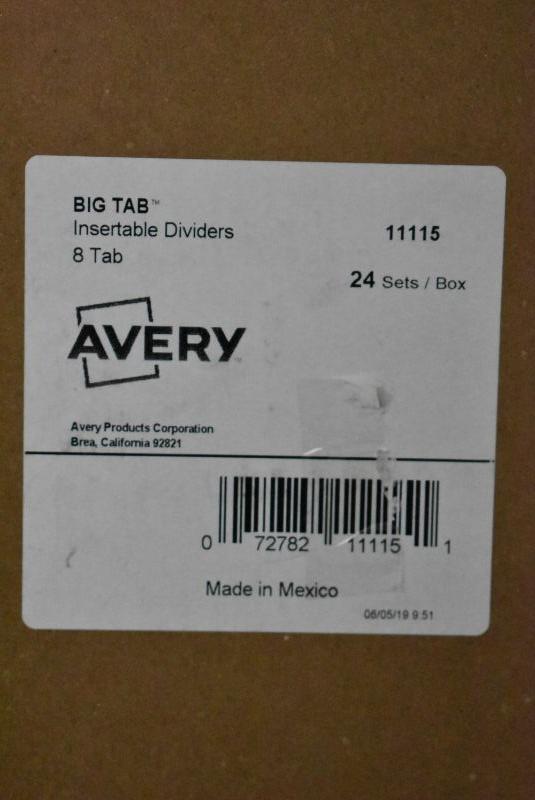 BIG TAB™
Insertable Dividers
11115
8 Tab
24 Sets / Box
AVERY
Avery Products Corporation
Brea, California 92821
0 72782 11115 1
Made in Mexico
06/05/19 9:51